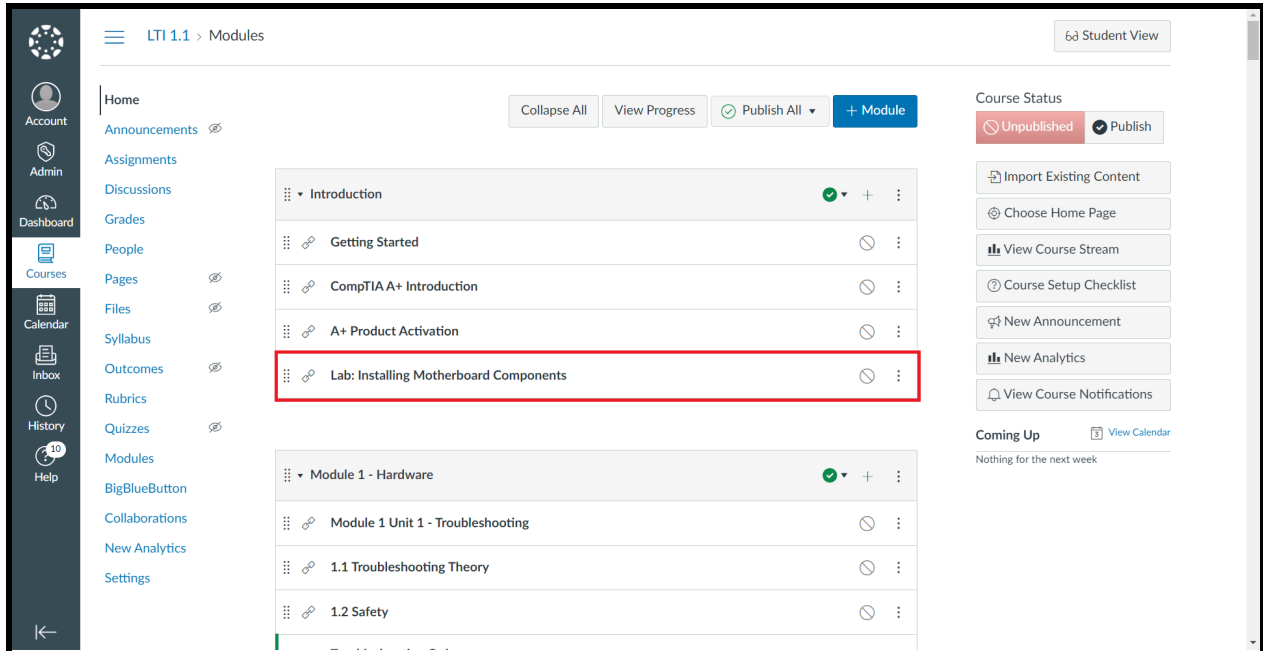 LTI 1.1 > Modules
Student View
Account
Admin
Dashboard
Courses
Calendar
Inbox
History
10
Help
Home
Announcements
Assignments
Discussions
Grades
People
Pages
Files
Syllabus
Outcomes
Rubrics
Quizzes
Modules
BigBlueButton
Collaborations
New Analytics
Settings
Collapse All
View Progress
Publish All
+ Module
Introduction
Getting Started
CompTIA A+ Introduction
A+ Product Activation
Lab: Installing Motherboard Components
Module 1 - Hardware
Module 1 Unit 1 - Troubleshooting
1.1 Troubleshooting Theory
1.2 Safety
Course Status
Unpublished
Publish
Import Existing Content
Choose Home Page
View Course Stream
Course Setup Checklist
New Announcement
New Analytics
View Course Notifications
Coming Up
3
View Calendar
Nothing for the next week